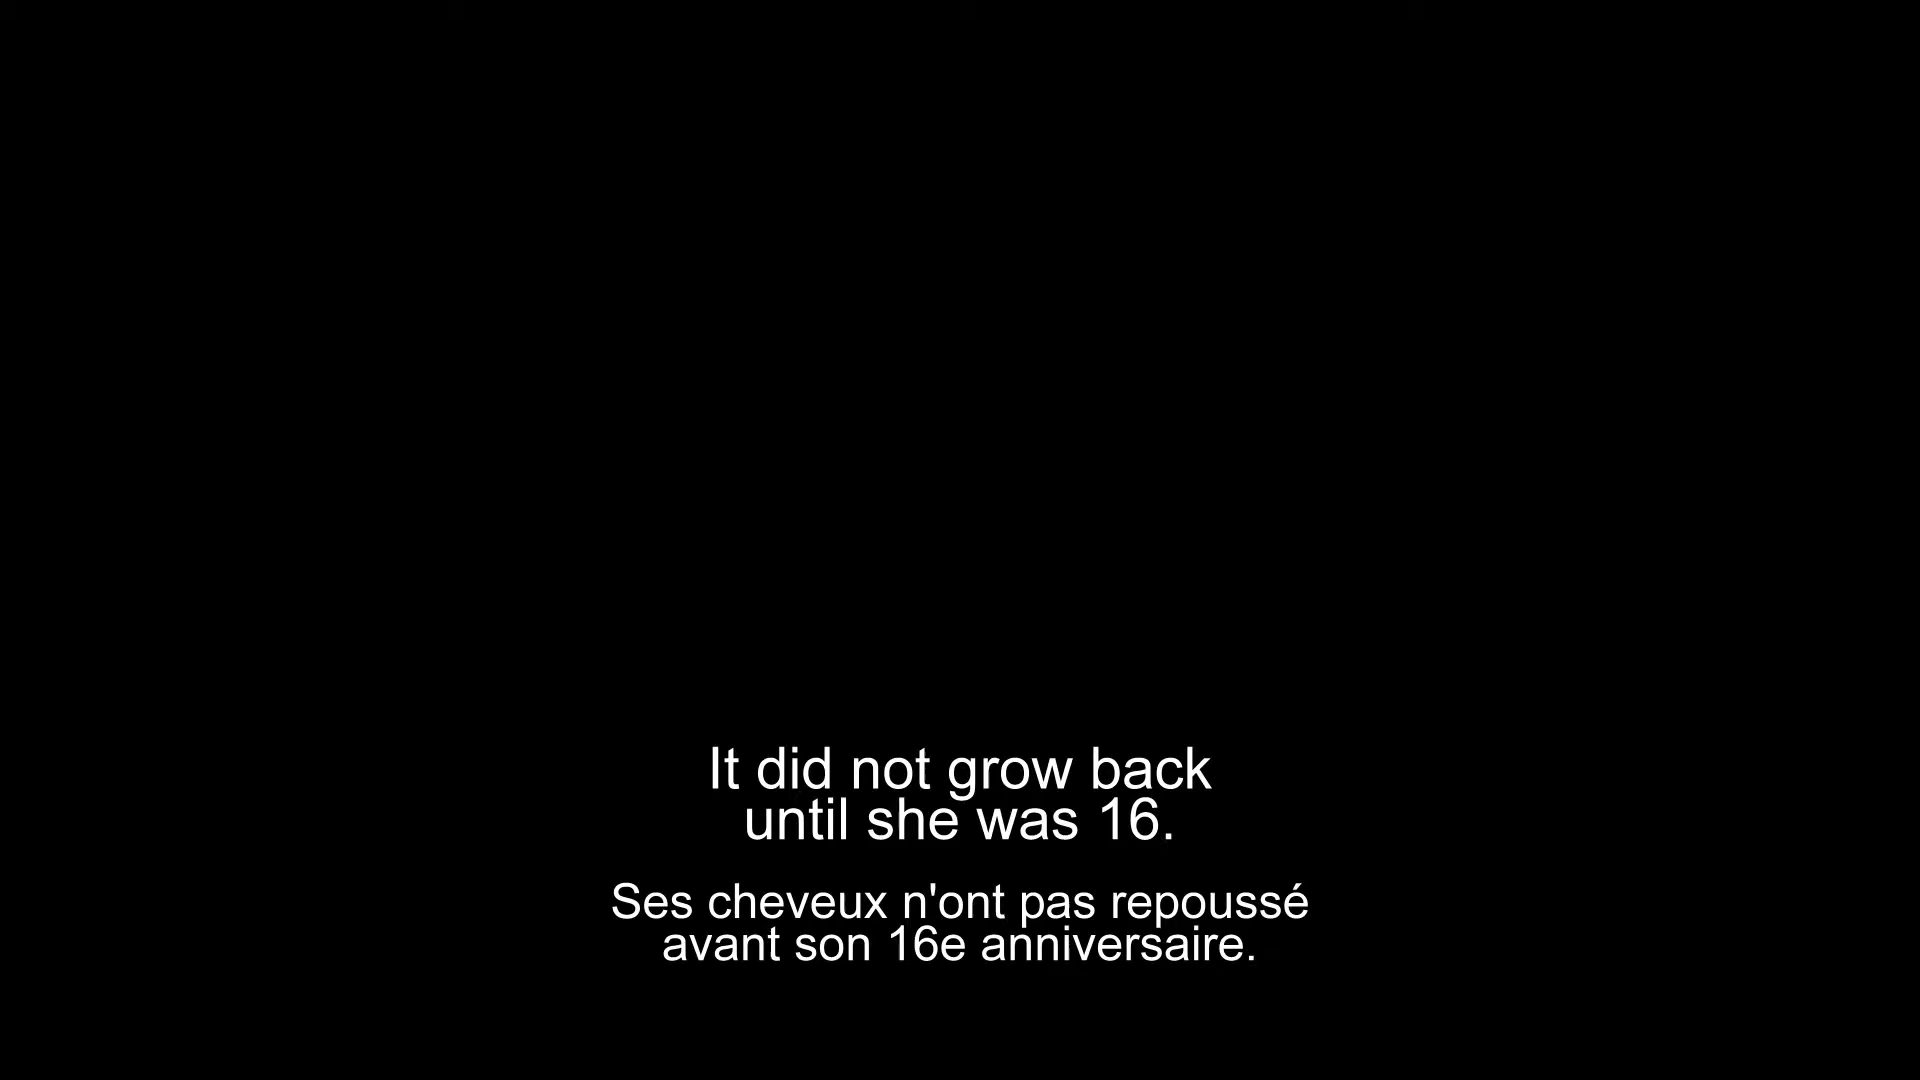 It did not grow back
until she was 16.
Ses cheveux n'ont pas repoussé
avant son 16e anniversaire.